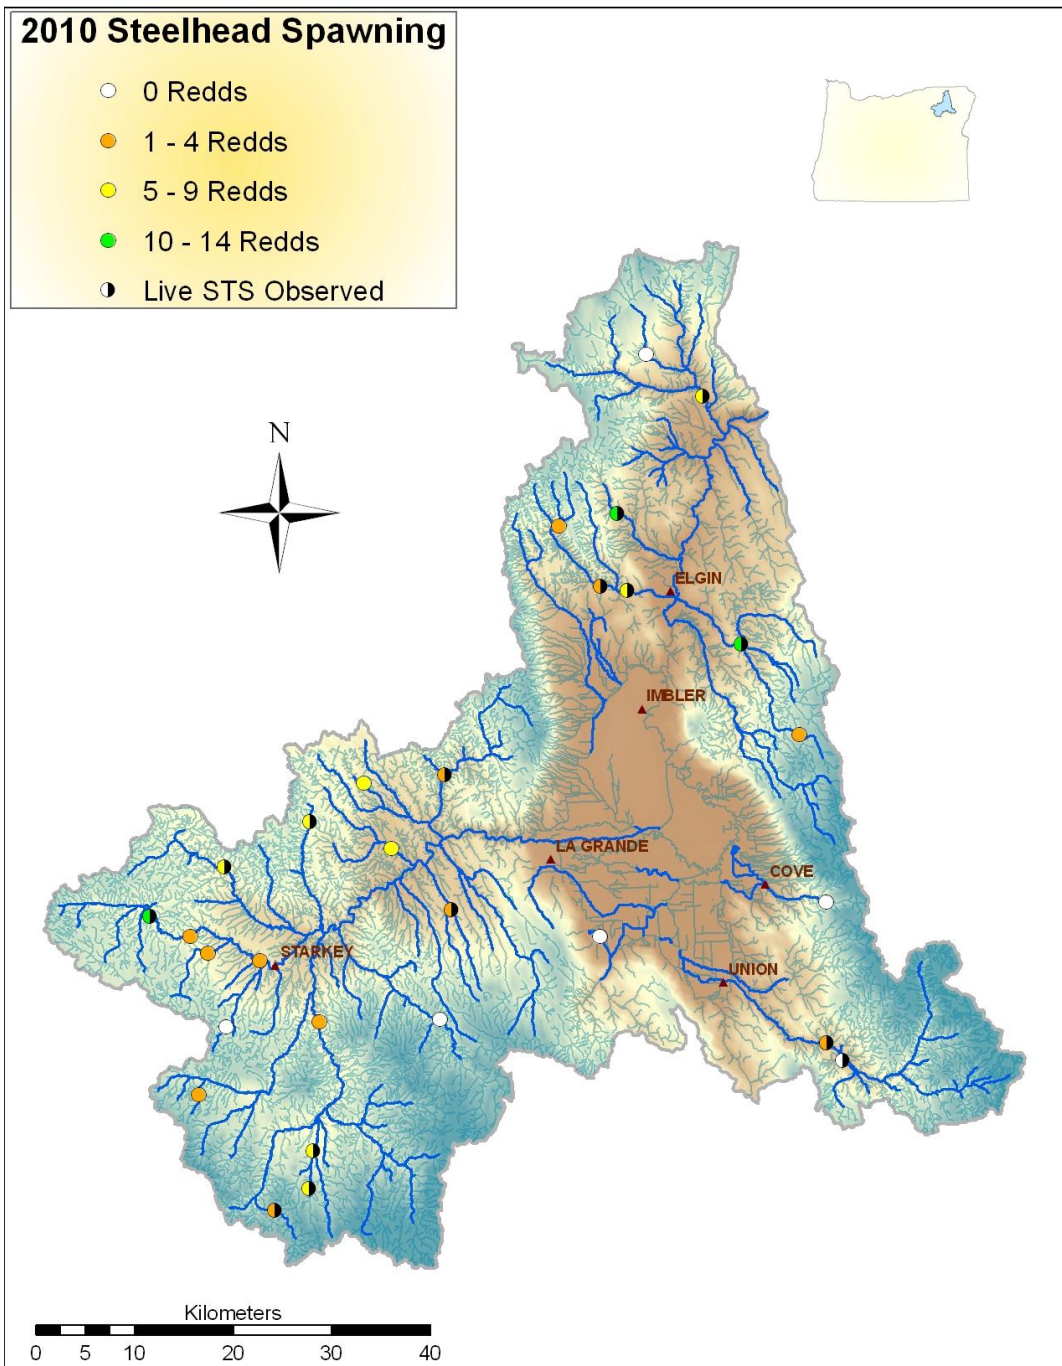 2010 Steelhead Spawning
0 Redds
1 - 4 Redds
5 - 9 Redds
10 - 14 Redds
Live STS Observed
N
ELGIN
IMBLER
LA GRANDE
COVE
STARKEY
UNION
Kilometers
0 5 10 20 30 40